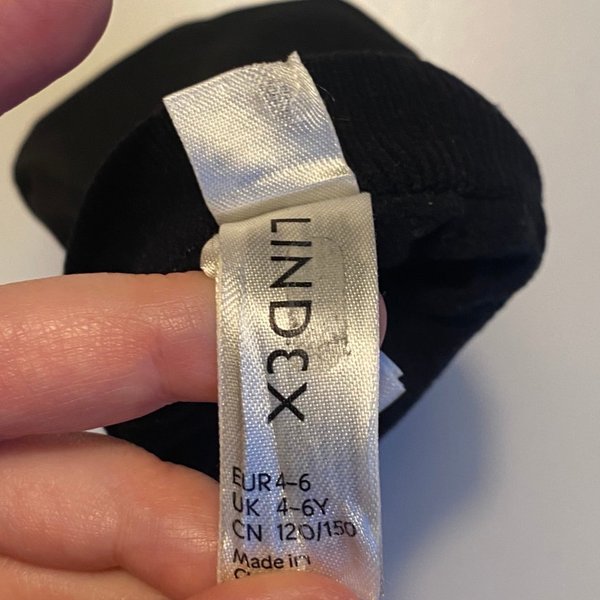 LINDEX
EUR 4-6
UK 4-6Y
CN 120/150
Made in